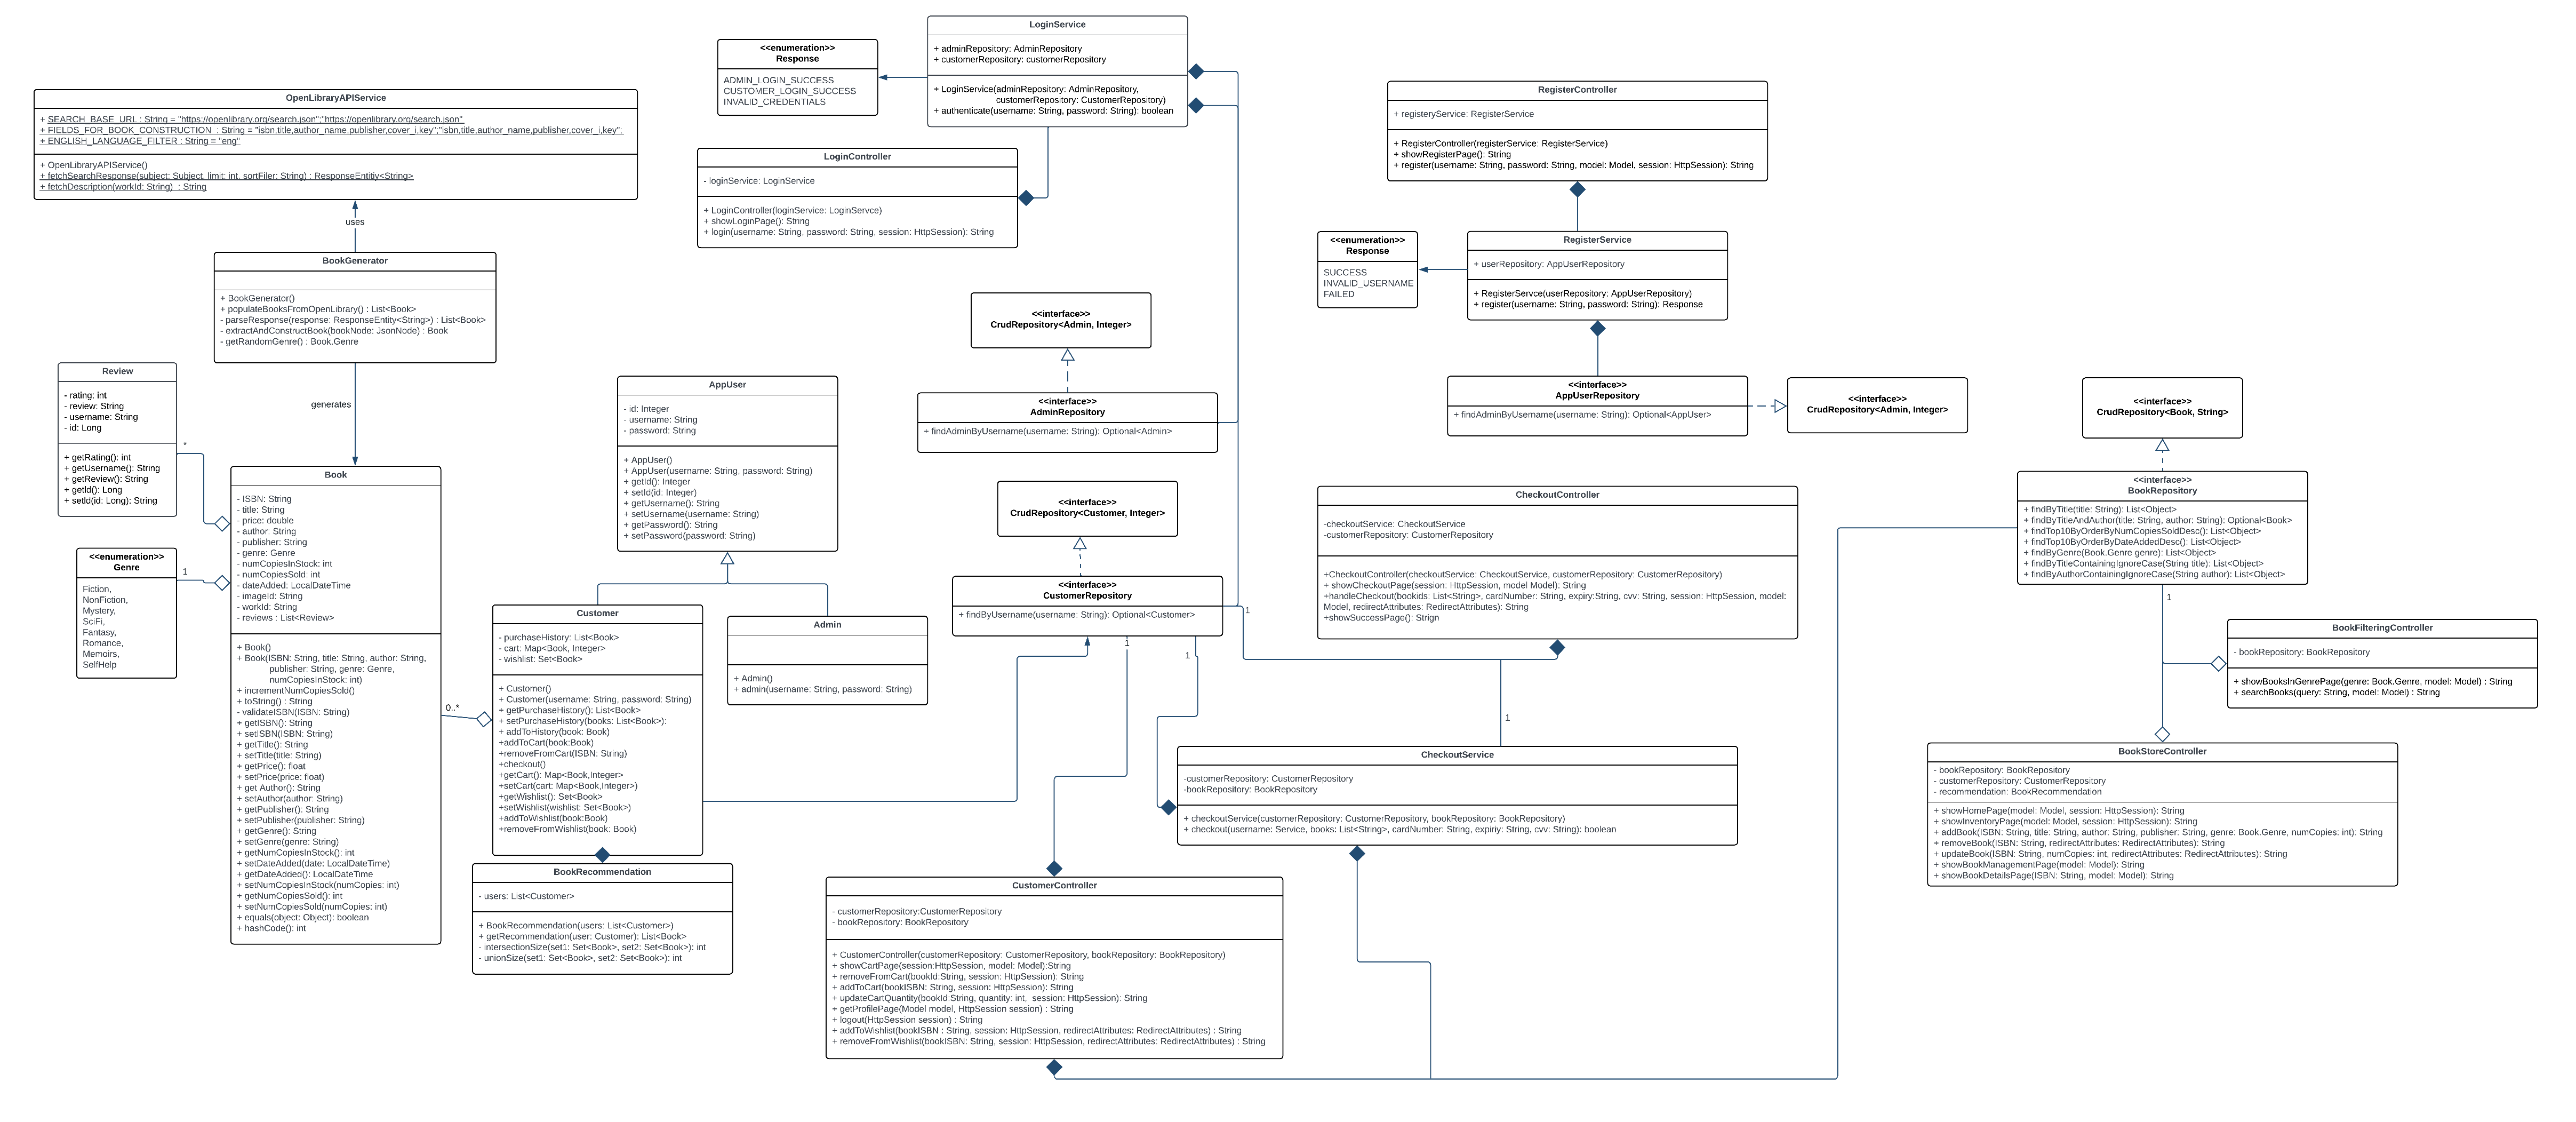 LoginService
+ adminRepository: AdminRepository
+ customerRepository: customerRepository
+ LoginService(adminRepository: AdminRepository,
customerRepository: CustomerRepository)
+ authenticate(username: String, password: String): boolean
<<enumeration>>
Response
ADMIN_LOGIN_SUCCESS
CUSTOMER_LOGIN_SUCCESS
INVALID_CREDENTIALS
OpenLibraryAPIService
+ SEARCH_BASE_URL : String = "https://openlibrary.org/search.json";"https://openlibrary.org/search.json"
+ FIELDS_FOR_BOOK_CONSTRUCTION : String = "isbn,title,author_name,publisher,cover_i,key";"isbn,title,author_name,publisher,cover_i,key";
+ ENGLISH_LANGUAGE_FILTER : String = "eng"
+ OpenLibraryAPIService()
+ fetchSearchResponse(subject: Subject, limit: int, sortFiler: String) : ResponseEntity<String>
+ fetchDescription(workId: String) : String
uses
LoginController
- loginService: LoginService
+ LoginController(loginService: LoginServce)
+ showLoginPage(): String
+ login(username: String, password: String, session: HttpSession): String
RegisterController
+ registeryService: RegisterService
+ RegisterController(registerService: RegisterService)
+ showRegisterPage(): String
+ register(username: String, password: String, model: Model, session: HttpSession): String
<<enumeration>>
Response
SUCCESS
INVALID_USERNAME
FAILED
RegisterService
+ userRepository: AppUserRepository
+ RegisterServce(userRepository: AppUserRepository)
+ register(username: String, password: String): Response
BookGenerator
+ BookGenerator()
+ populateBooksFromOpenLibrary() : List<Book>
- parseResponse(response: ResponseEntity<String>) : List<Book>
- extractAndConstructBook(bookNode: JsonNode) : Book
- getRandomGenre() : Book.Genre
generates
<<interface>>
CrudRepository<Admin, Integer>
<<interface>>
AdminRepository
+ findAdminByUsername(username: String): Optional<Admin>
<<interface>>
AppUserRepository
+ findAdminByUsername(username: String): Optional<AppUser>
<<interface>>
CrudRepository<Admin, Integer>
<<interface>>
CrudRepository<Book, String>
Review
- rating: int
- review: String
- username: String
- id: Long
+ getRating(): int
+ getUsername(): String
+ getReview(): String
+ getId(): Long
+ setId(id: Long): String
*
<<enumeration>>
Genre
Fiction,
NonFiction,
Mystery,
SciFi,
Fantasy,
Romance,
Memoirs,
SelfHelp
1
Book
- ISBN: String
- title: String
- price: double
- author: String
- publisher: String
- genre: Genre
- numCopiesInStock: int
- numCopiesSold: int
- dateAdded: LocalDateTime
- imageId: String
- workId: String
- reviews : List<Review>
+ Book()
+ Book(ISBN: String, title: String, author: String,
publisher: String, genre: Genre,
numCopiesInStock: int)
+ incrementNumCopiesSold()
+ toString() : String
- validateISBN(ISBN: String)
+ getISBN(): String
+ setISBN(ISBN: String)
+ getTitle(): String
+ setTitle(title: String)
+ getPrice(): float
+ setPrice(price: float)
+ get Author(): String
+ setAuthor(author: String)
+ getPublisher(): String
+ setPublisher(publisher: String)
+ getGenre(): String
+ setGenre(genre: String)
+ getNumCopiesInStock(): int
+ setDateAdded(date: LocalDateTime)
+ getDateAdded(): LocalDateTime
+ setNumCopiesInStock(numCopies: int)
+ getNumCopiesSold(): int
+ setNumCopiesSold(numCopies: int)
+ equals(object: Object): boolean
+ hashCode(): int
0..*
AppUser
- id: Integer
- username: String
- password: String
+ AppUser()
+ AppUser(username: String, password: String)
+ getId(): Integer
+ setId(id: Integer)
+ getUsername(): String
+ setUsername(username: String)
+ getPassword(): String
+ setPassword(password: String)
Customer
- purchaseHistory: List<Book>
- cart: Map<Book, Integer>
- wishlist: Set<Book>
+ Customer()
+ Customer(username: String, password: String)
+ getPurchaseHistory(): List<Book>
+ setPurchaseHistory(books: List<Book>):
+ addToHistory(book: Book)
+addToCart(book:Book)
+removeFromCart(ISBN: String)
+checkout()
+getCart(): Map<Book,Integer>
+setCart(cart: Map<Book,Integer>)
+getWishlist(): Set<Book>
+setWishlist(wishlist: Set<Book>)
+addToWishlist(book:Book)
+removeFromWishlist(book: Book)
Admin
+ Admin()
+ admin(username: String, password: String)
BookRecommendation
- users: List<Customer>
+ BookRecommendation(users: List<Customer>)
+ getRecommendation(user: Customer): List<Book>
- intersectionSize(set1: Set<Book>, set2: Set<Book>): int
- unionSize(set1: Set<Book>, set2: Set<Book>): int
<<interface>>
CrudRepository<Customer, Integer>
<<interface>>
CustomerRepository
+ findByUsername(username: String): Optional<Customer>
1
1
1
CheckoutController
-checkoutService: CheckoutService
-customerRepository: CustomerRepository
+CheckoutController(checkoutService: CheckoutService, customerRepository: CustomerRepository)
+ showCheckoutPage(session: HttpSession, model Model): String
+handleCheckout(bookids: List<String>, cardNumber: String, expiry:String, cvv: String, session: HttpSession, model:
Model, redirectAttributes: RedirectAttributes): String
+showSuccessPage(): Strign
1
CheckoutService
-customerRepository: CustomerRepository
-bookRepository: BookRepository
+ checkoutService(customerRepository: CustomerRepository, bookRepository: BookRepository)
+ checkout(username: Service, books: List<String>, cardNumber: String, expiriy: String, cvv: String): boolean
CustomerController
- customerRepository:CustomerRepository
- bookRepository: BookRepository
+ CustomerController(customerRepository: CustomerRepository, bookRepository: BookRepository)
+ showCartPage(session:HttpSession, model: Model):String
+ removeFromCart(bookId:String, session: HttpSession): String
+ addToCart(bookISBN: String, session: HttpSession): String
+ updateCartQuantity(bookId:String, quantity: int, session: HttpSession): String
+ getProfilePage(Model model, HttpSession session) : String
+ logout(HttpSession session) : String
+ addToWishlist(bookISBN : String, session: HttpSession, redirectAttributes: RedirectAttributes) : String
+ removeFromWishlist(bookISBN: String, session: HttpSession, redirectAttributes: RedirectAttributes) : String
<<interface>>
BookRepository
+ findByTitle(title: String): List<Object>
+ findByTitleAndAuthor(title: String, author: String): Optional<Book>
+ findTop10ByOrderByNumCopiesSoldDesc(): List<Object>
+ findTop10ByOrderByDateAddedDesc(): List<Object>
+ findByGenre(Book.Genre genre): List<Object>
+ findByTitleContainingIgnoreCase(String title): List<Object>
+ findByAuthorContainingIgnoreCase(String author): List<Object>
1
BookFilteringController
- bookRepository: BookRepository
+ showBooksInGenrePage(genre: Book.Genre, model: Model) : String
+ searchBooks(query: String, model: Model) : String
BookStoreController
- bookRepository: BookRepository
- customerRepository: CustomerRepository
- recommendation: BookRecommendation
+ showHomePage(model: Model, session: HttpSession): String
+ showInventoryPage(model: Model, session: HttpSession): String
+ addBook(ISBN: String, title: String, author: String, publisher: String, genre: Book.Genre, numCopies: int): String
+ removeBook(ISBN: String, redirectAttributes: RedirectAttributes): String
+ updateBook(ISBN: String, numCopies: int, redirectAttributes: RedirectAttributes): String
+ showBookManagementPage(model: Model): String
+ showBookDetailsPage(ISBN: String, model: Model): String